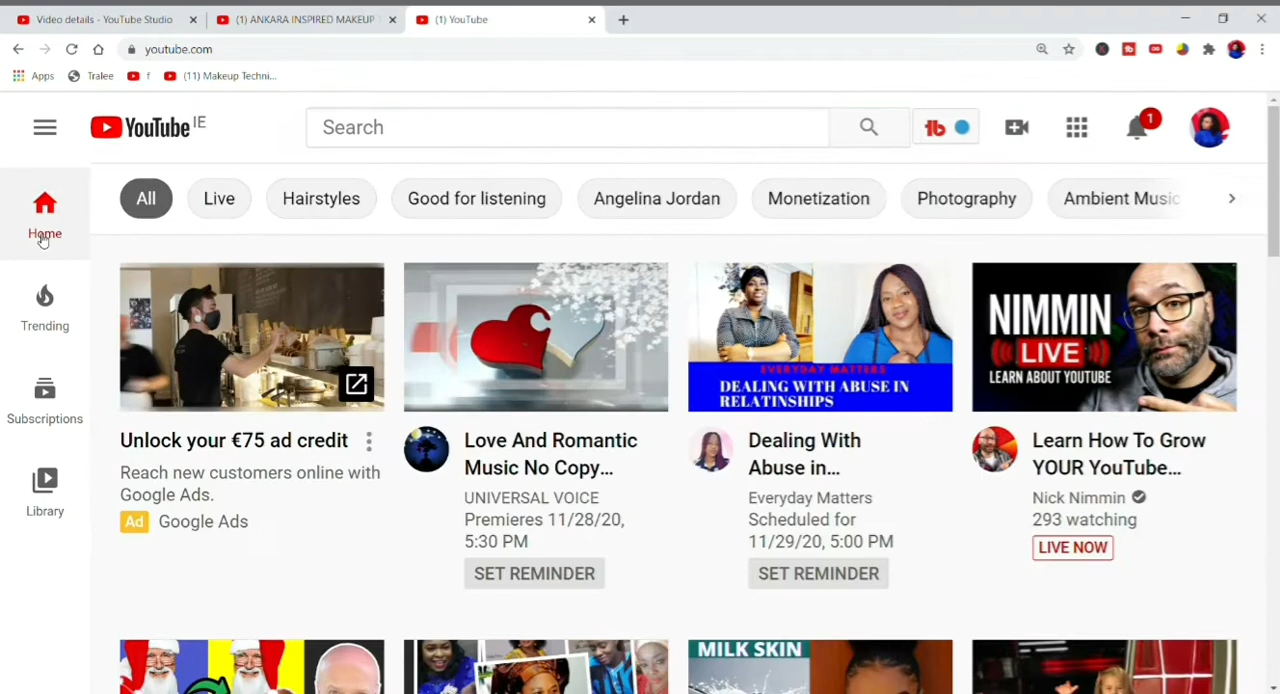 Video details - YouTube Studio
(1) ANKARA INSPIRED MAKEUP
(1) YouTube
youtube.com
Apps
Tralee
f
(11) Makeup Techni...
YouTube IE
Search
tb
1
All
Live
Hairstyles
Good for listening
Angelina Jordan
Monetization
Photography
Ambient Music
Home
Trending
Subscriptions
Library
EVERYDAY MATTERS
DEALING WITH ABUSE IN
RELATINSHIPS
NIMMIN
LIVE
LEARN ABOUT YOUTUBE
Unlock your €75 ad credit
Reach new customers online with
Google Ads.
Ad Google Ads
Love And Romantic
Music No Copy...
UNIVERSAL VOICE
Premieres 11/28/20,
5:30 PM
SET REMINDER
Dealing With
Abuse in...
Everyday Matters
Scheduled for
11/29/20, 5:00 PM
SET REMINDER
Learn How To Grow
YOUR YouTube...
Nick Nimmin
293 watching
LIVE NOW
MILK SKIN